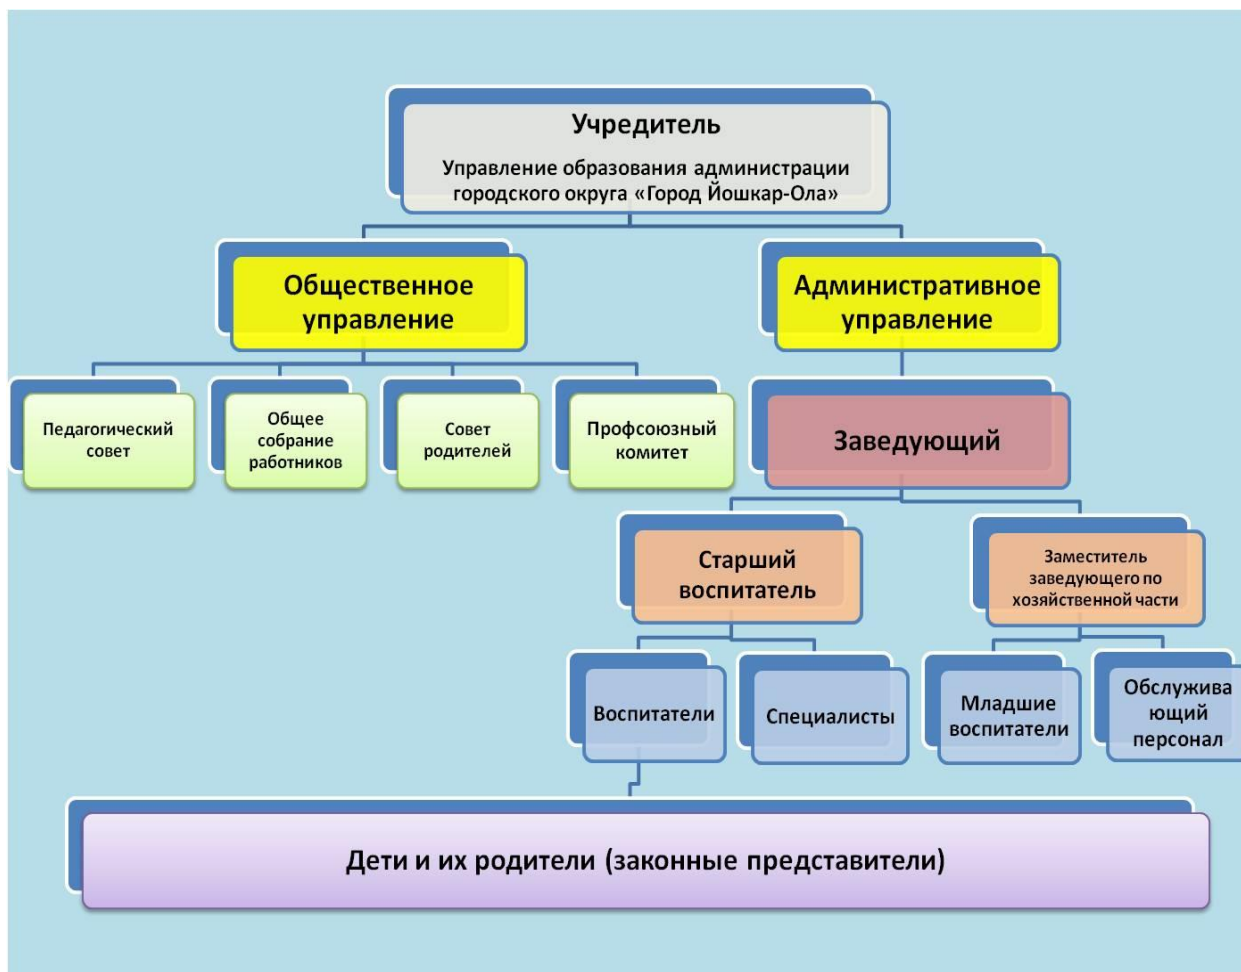 Учредитель
Управление образования администрации
городского округа «Город Йошкар-Ола»
Общественное
управление
Административное
управление
Педагогический
совет
Общее
собрание
работников
Совет
родителей
Профсоюзный
комитет
Заведующий
Старший
воспитатель
Заместитель
заведующего по
хозяйственной части
Воспитатели
Специалисты
Младшие
воспитатели
Обслужива
ющий
персонал
Дети и их родители (законные представители)